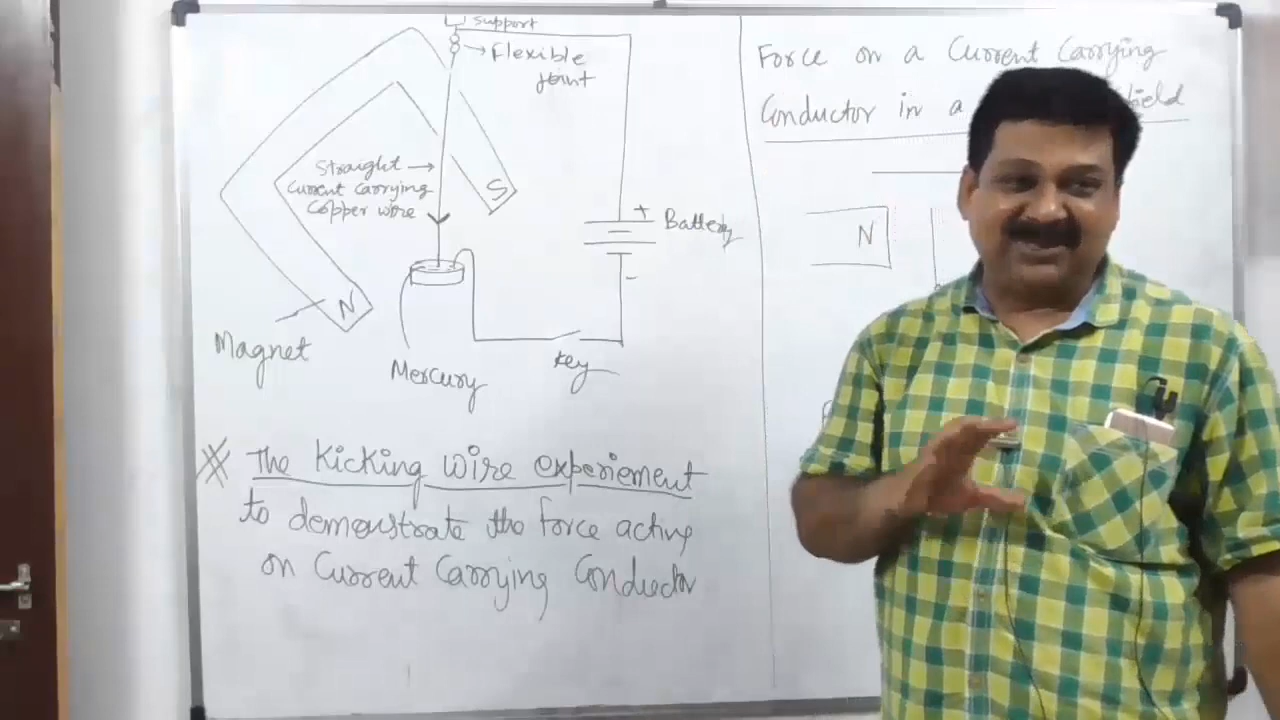 support
Flexible
joint
Straight
Current Carrying
Copper wire
S
+
Battery
-
N
Magnet
Mercury
Key
The Kicking wire experiement
to demonstrate the force acting
on Current Carrying Conductor
Force on a Current Carrying
Conductor in a field
N